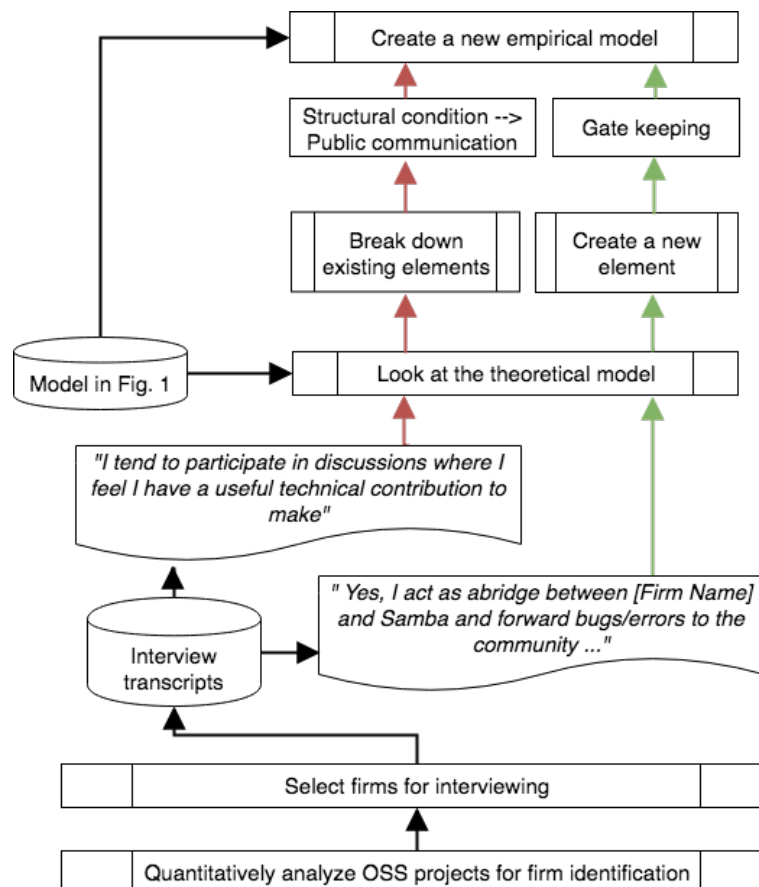 Create a new empirical model
Structural condition -->
Public communication
Gate keeping
Break down
existing elements
Create a new
element
Model in Fig. 1
Look at the theoretical model
"I tend to participate in discussions where I
feel I have a useful technical contribution to
make"
" Yes, I act as abridge between [Firm Name]
and Samba and forward bugs/errors to the
community ..."
Interview
transcripts
Select firms for interviewing
Quantitatively analyze OSS projects for firm identification